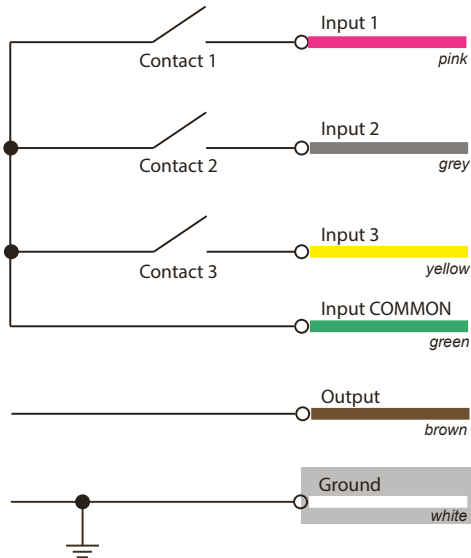 Input 1
Contact 1
pink
Input 2
Contact 2
grey
Input 3
Contact 3
yellow
Input COMMON
green
Output
brown
Ground
white